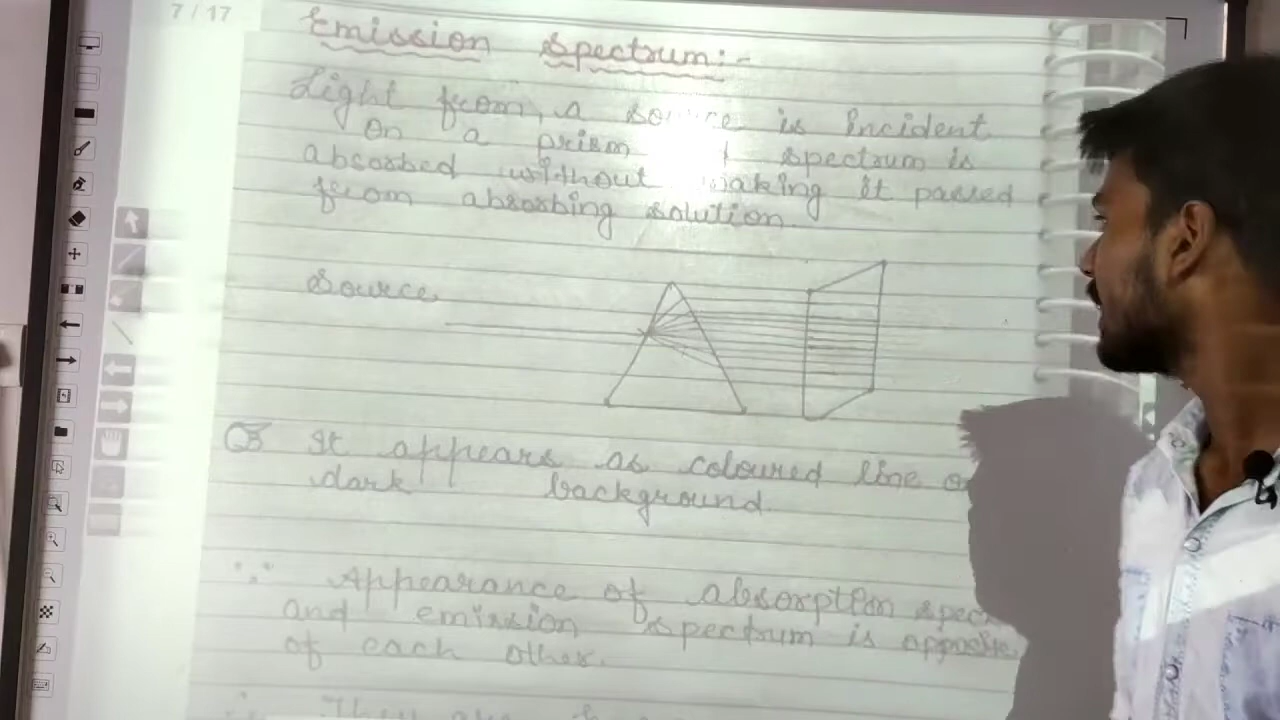 7 / 17
Emission spectrum:-
Light from a source is incident
on a prism spectrum is
absorbed without making it passed
from absorbing solution.
Source
It appears as coloured line
dark background.
∵ Appearance of absorption
and emission spectrum is opposite
of each other.